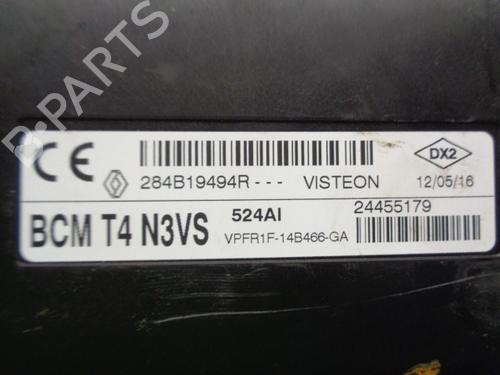 B-PARTS
CE
DX2
284B19494R--- VISTEON 12/05/16
BCM T4 N3VS
524AI 24455179
VPFR1F-14B466-GA